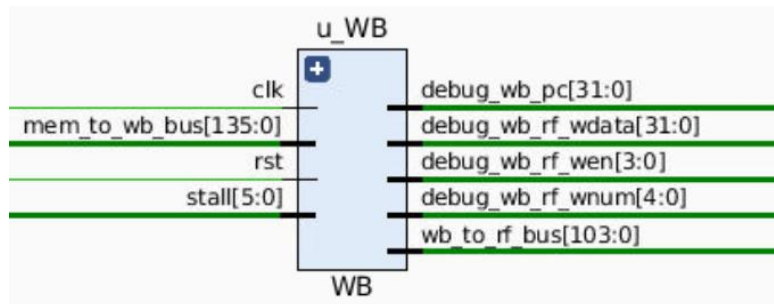 u_WB
clk
mem_to_wb_bus[135:0]
rst
stall[5:0]
debug_wb_pc[31:0]
debug_wb_rf_wdata[31:0]
debug_wb_rf_wen[3:0]
debug_wb_rf_wnum[4:0]
wb_to_rf_bus[103:0]
WB